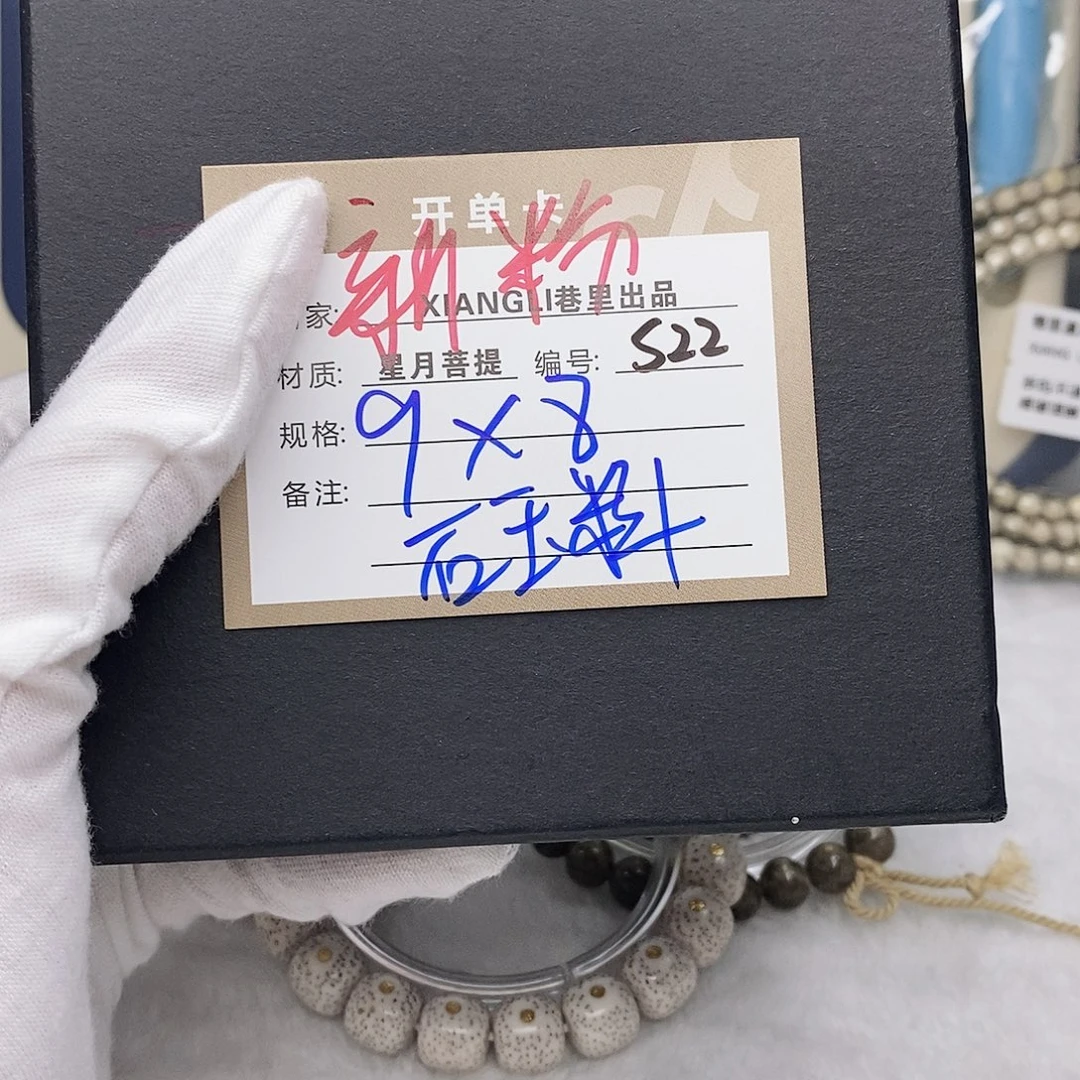 开单卡
新粉
家: XIANGLI巷里出品
材质: 星月菩提 编号: S22
规格: 9×8
备注:
石玉料